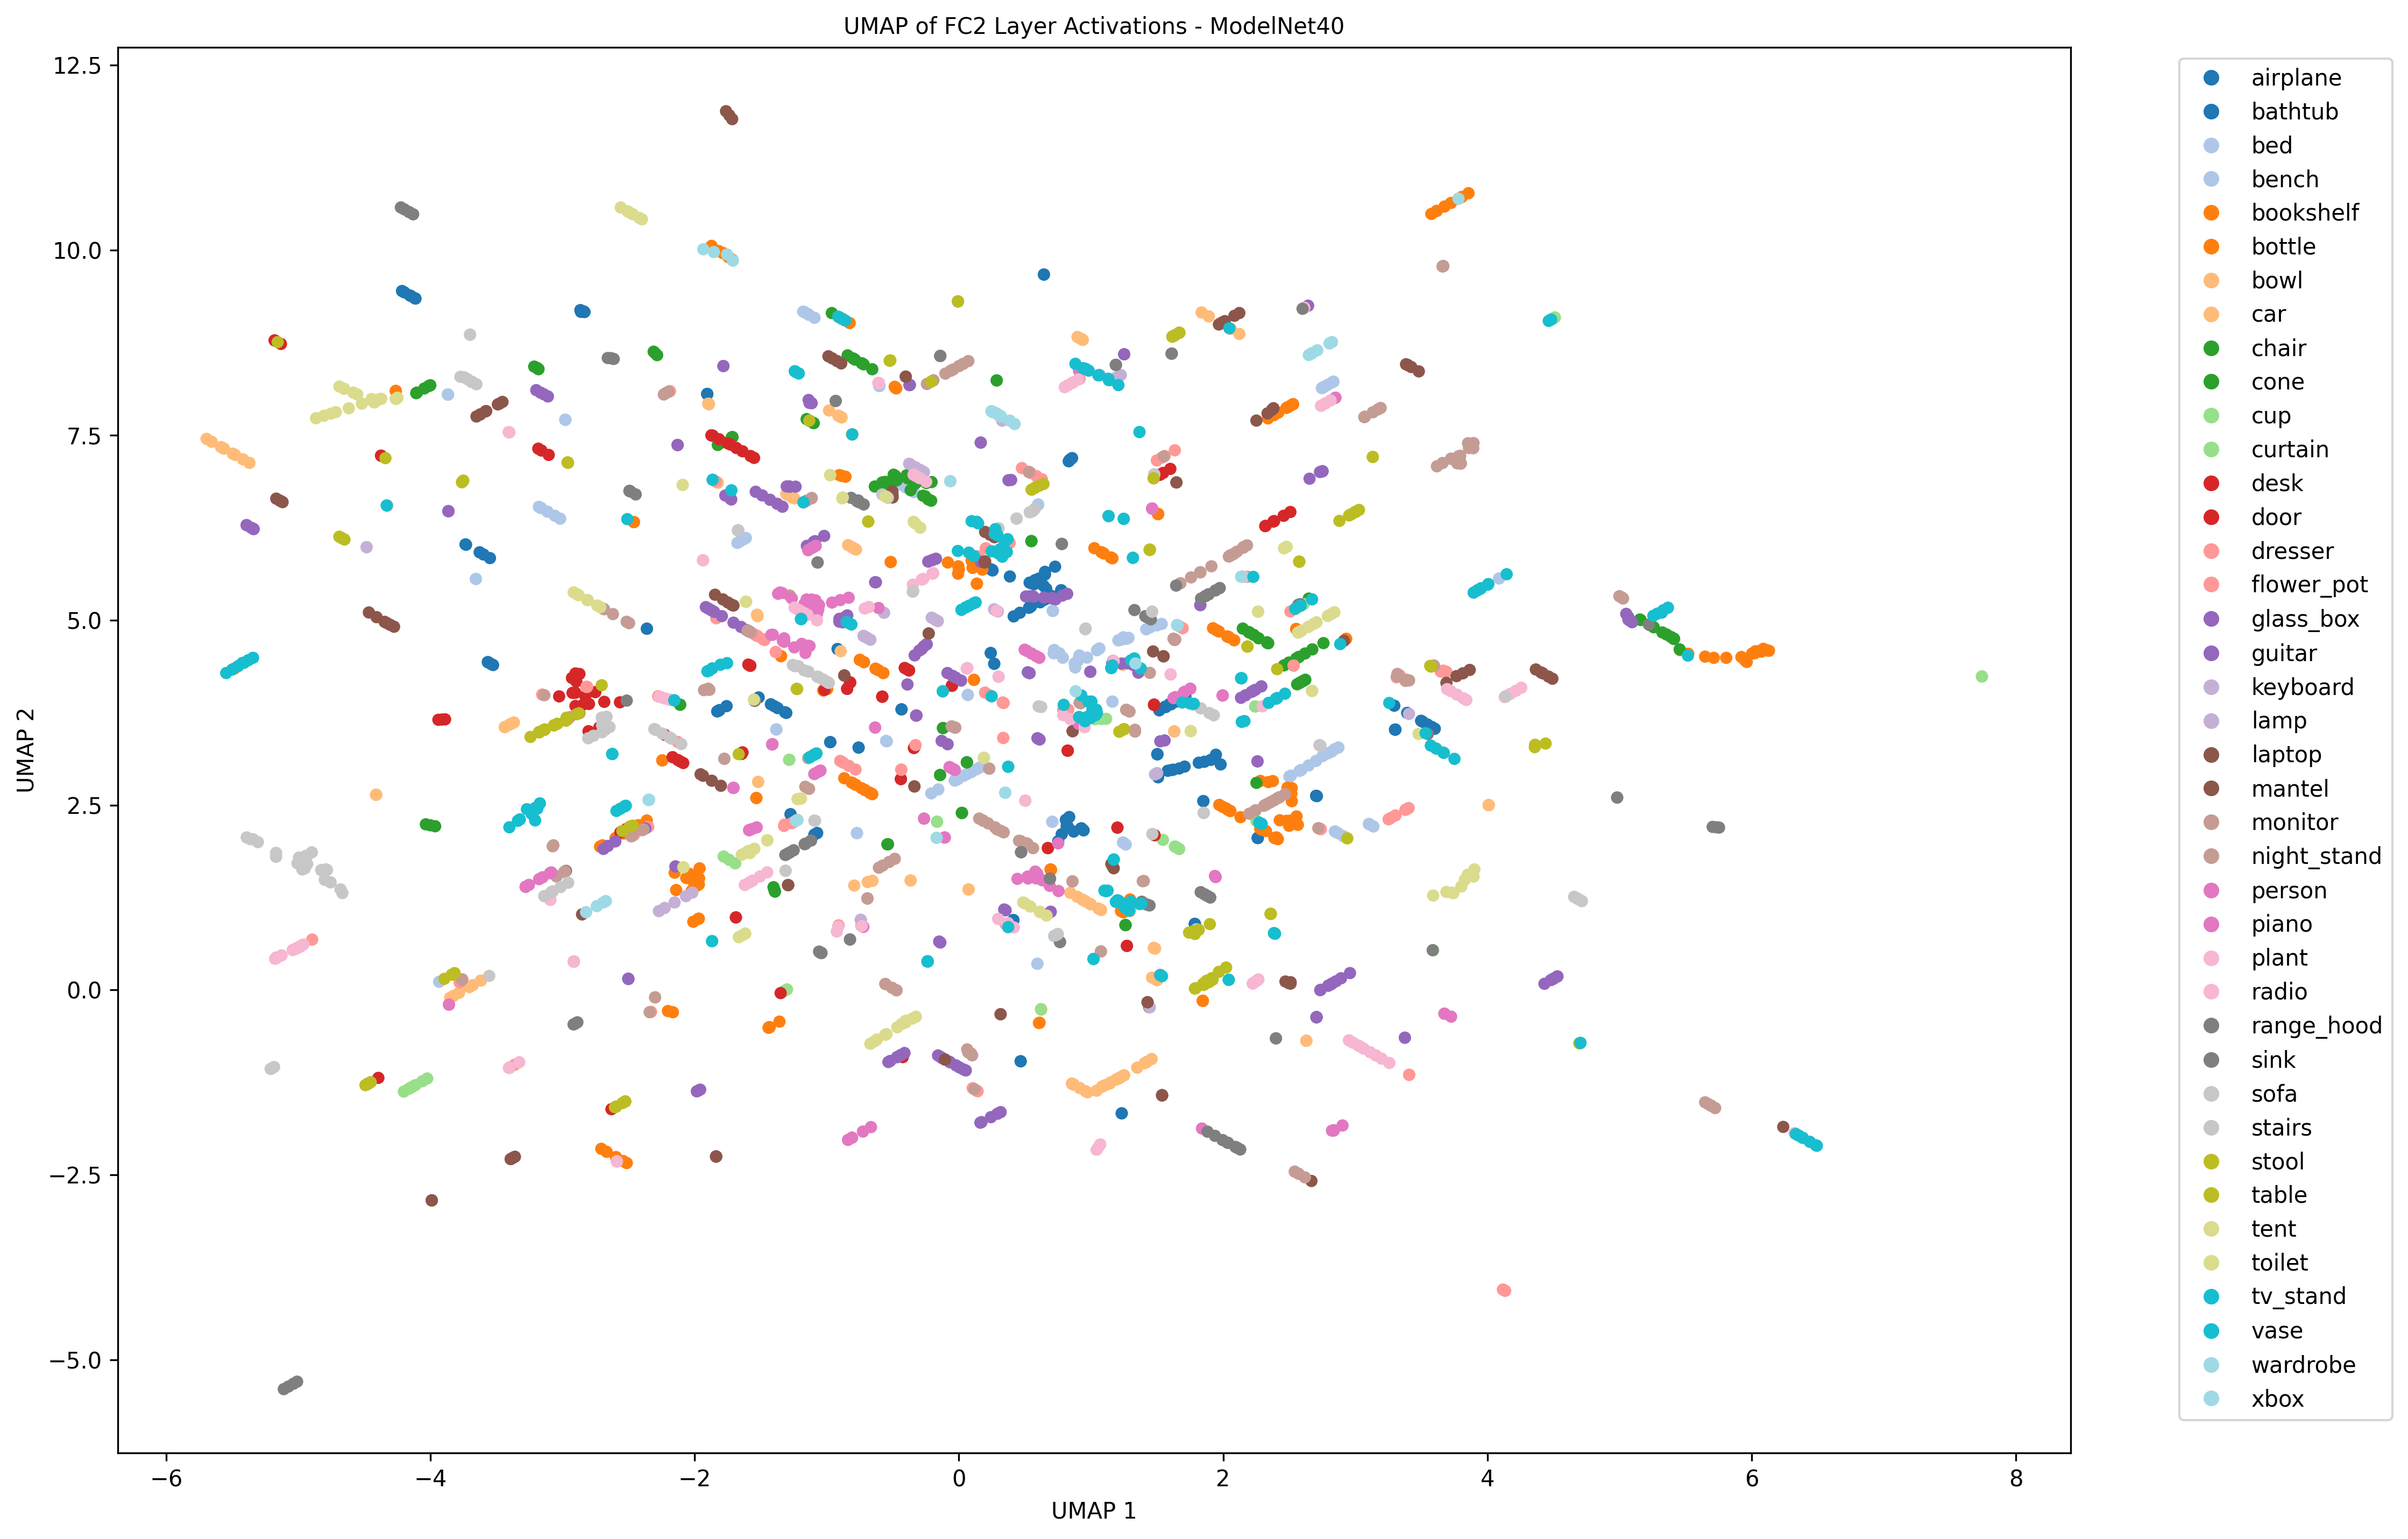 UMAP of FC2 Layer Activations - ModelNet40
12.5
10.0
7.5
5.0
2.5
0.0
−2.5
−5.0
UMAP 2
−6
−4
−2
0
2
4
6
8
UMAP 1
airplane
bathtub
bed
bench
bookshelf
bottle
bowl
car
chair
cone
cup
curtain
desk
door
dresser
flower_pot
glass_box
guitar
keyboard
lamp
laptop
mantel
monitor
night_stand
person
piano
plant
radio
range_hood
sink
sofa
stairs
stool
table
tent
toilet
tv_stand
vase
wardrobe
xbox